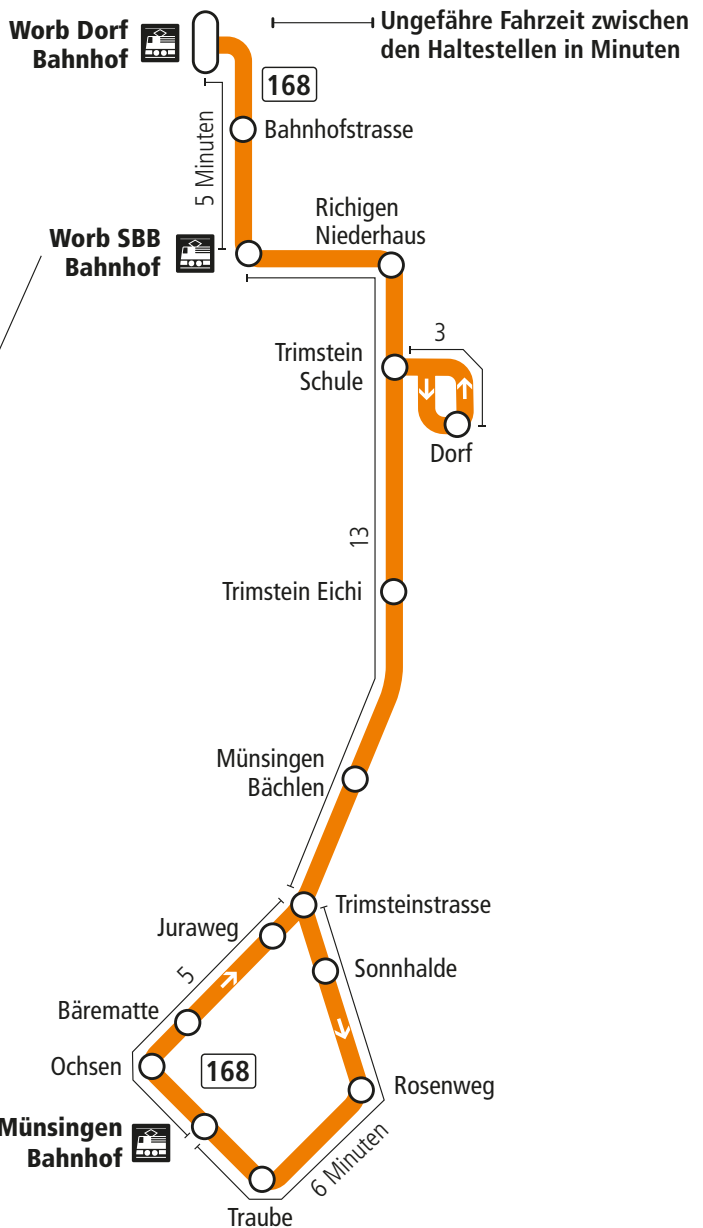 Worb Dorf
Bahnhof
Ungefähre Fahrzeit zwischen
den Haltestellen in Minuten
168
Bahnhofstrasse
5 Minuten
Worb SBB
Bahnhof
Richigen
Niederhaus
Trimstein
Schule
3
Dorf
13
Trimstein Eichi
Münsingen
Bächlen
Trimsteinstrasse
Juraweg
Sonnhalde
5
Bärematte
Ochsen
168
Rosenweg
Münsingen
Bahnhof
6 Minuten
Traube